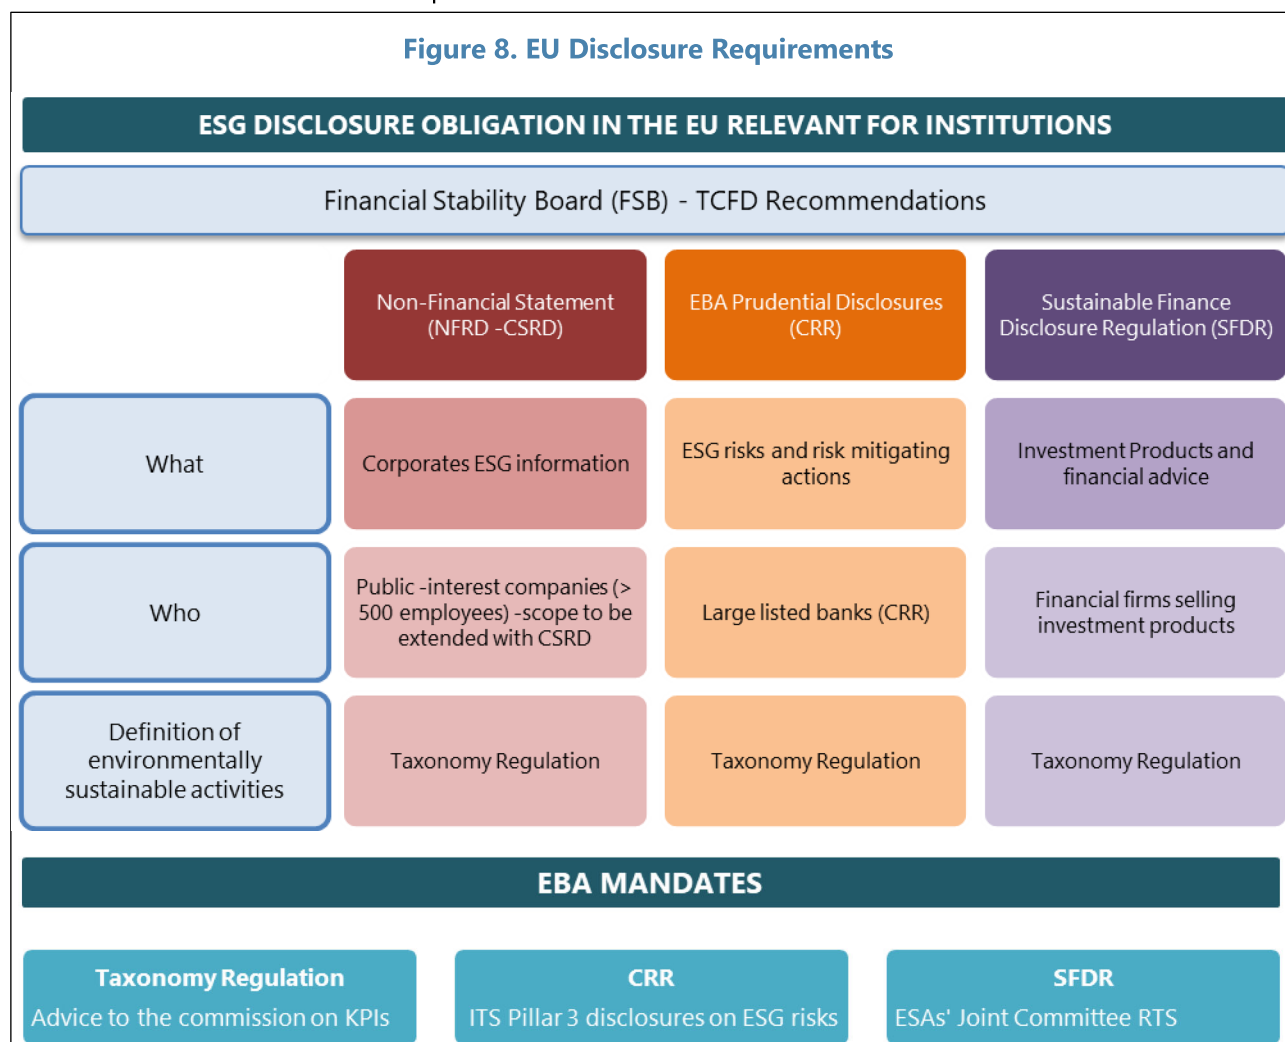 Figure 8. EU Disclosure Requirements
ESG DISCLOSURE OBLIGATION IN THE EU RELEVANT FOR INSTITUTIONS
Financial Stability Board (FSB) - TCFD Recommendations
Non-Financial Statement
(NFRD -CSRD)
EBA Prudential Disclosures
(CRR)
Sustainable Finance
Disclosure Regulation (SFDR)
What
Corporates ESG information
ESG risks and risk mitigating
actions
Investment Products and
financial advice
Who
Public -interest companies (>
500 employees) -scope to be
extended with CSRD
Large listed banks (CRR)
Financial firms selling
investment products
Definition of
environmentally
sustainable activities
Taxonomy Regulation
Taxonomy Regulation
Taxonomy Regulation
EBA MANDATES
Taxonomy Regulation
Advice to the commission on KPIs
CRR
ITS Pillar 3 disclosures on ESG risks
SFDR
ESAs' Joint Committee RTS